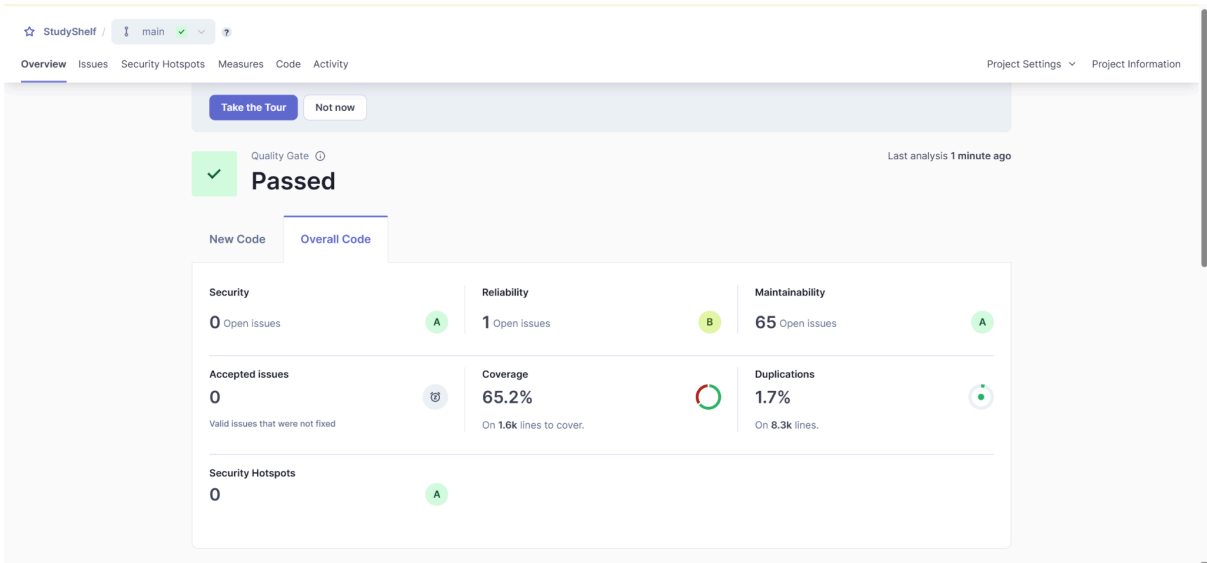 StudyShelf / main ?
Overview Issues Security Hotspots Measures Code Activity Project Settings Project Information
Take the Tour Not now
Quality Gate
Last analysis 1 minute ago
Passed
New Code Overall Code
Security Reliability Maintainability
0 Open issues A 1 Open issues B 65 Open issues A
Accepted issues Coverage Duplications
0 65.2% 1.7%
Valid issues that were not fixed On 1.6k lines to cover. On 8.3k lines.
Security Hotspots
0 A